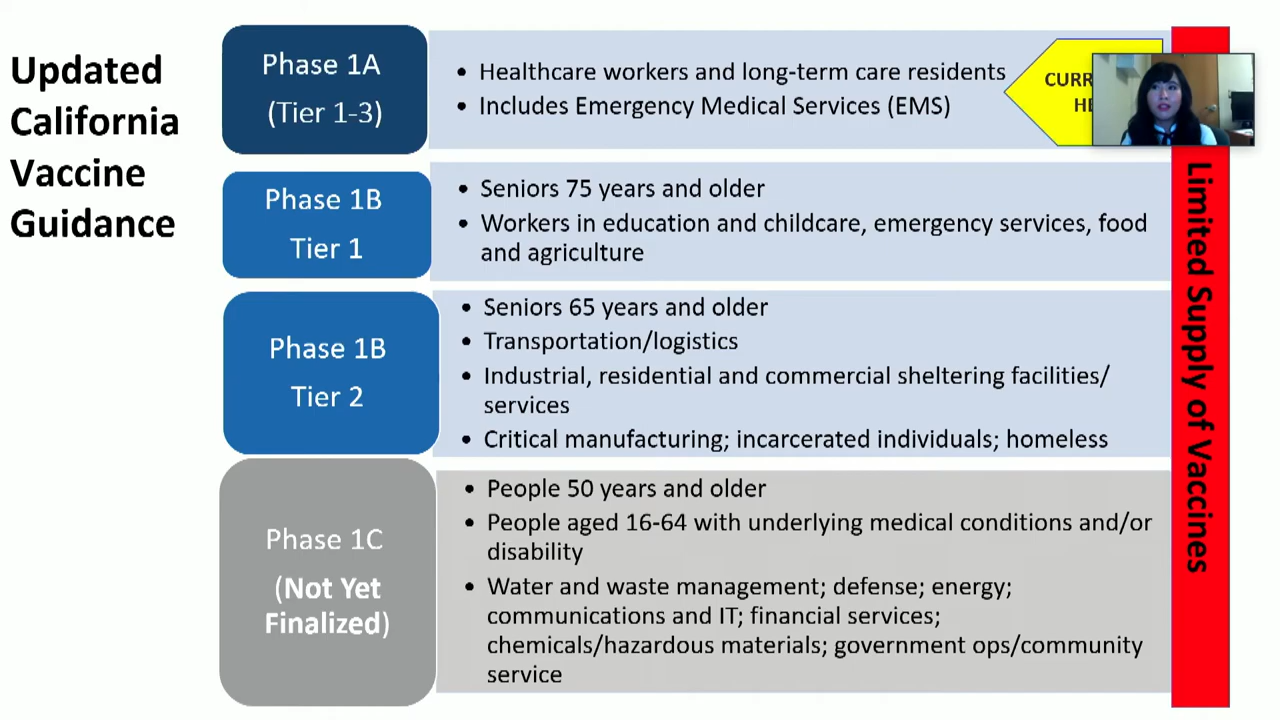 Updated
California
Vaccine
Guidance
Phase 1A
(Tier 1-3)
• Healthcare workers and long-term care residents
• Includes Emergency Medical Services (EMS)
Phase 1B
Tier 1
• Seniors 75 years and older
• Workers in education and childcare, emergency services, food
and agriculture
Phase 1B
Tier 2
• Seniors 65 years and older
• Transportation/logistics
• Industrial, residential and commercial sheltering facilities/
services
• Critical manufacturing; incarcerated individuals; homeless
Phase 1C
(Not Yet
Finalized)
• People 50 years and older
• People aged 16-64 with underlying medical conditions and/or
disability
• Water and waste management; defense; energy;
communications and IT; financial services;
chemicals/hazardous materials; government ops/community
service
Limited Supply of Vaccines